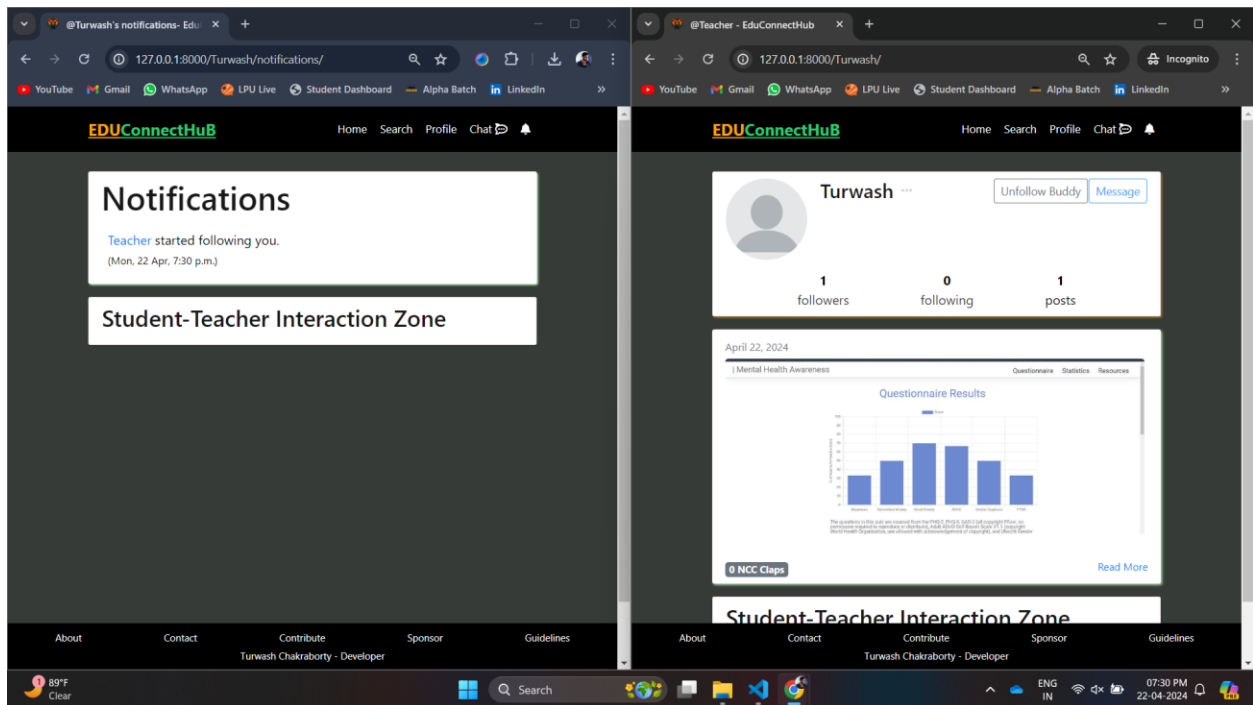 @Turwash's notifications- Edu
127.0.0.1:8000/Turwash/notifications/
YouTube Gmail WhatsApp LPU Live Student Dashboard Alpha Batch LinkedIn »
EDUConnectHuB
Home Search Profile Chat
Notifications
Teacher started following you.
(Mon, 22 Apr, 7:30 p.m.)
Student-Teacher Interaction Zone
About Contact Contribute Sponsor Guidelines
Turwash Chakraborty - Developer
@Teacher - EduConnectHub
127.0.0.1:8000/Turwash/
Incognito
YouTube Gmail WhatsApp LPU Live Student Dashboard Alpha Batch LinkedIn »
EDUConnectHuB
Home Search Profile Chat
Turwash
Unfollow Buddy Message
1 0 1
followers following posts
April 22, 2024
| Mental Health Awareness
Questionnaire Statistics Resources
Questionnaire Results
0 NCC Claps
Read More
Student-Teacher Interaction Zone
About Contact Contribute Sponsor Guidelines
Turwash Chakraborty - Developer
1
89°F
Clear
Search
ENG
IN
07:30 PM
22-04-2024